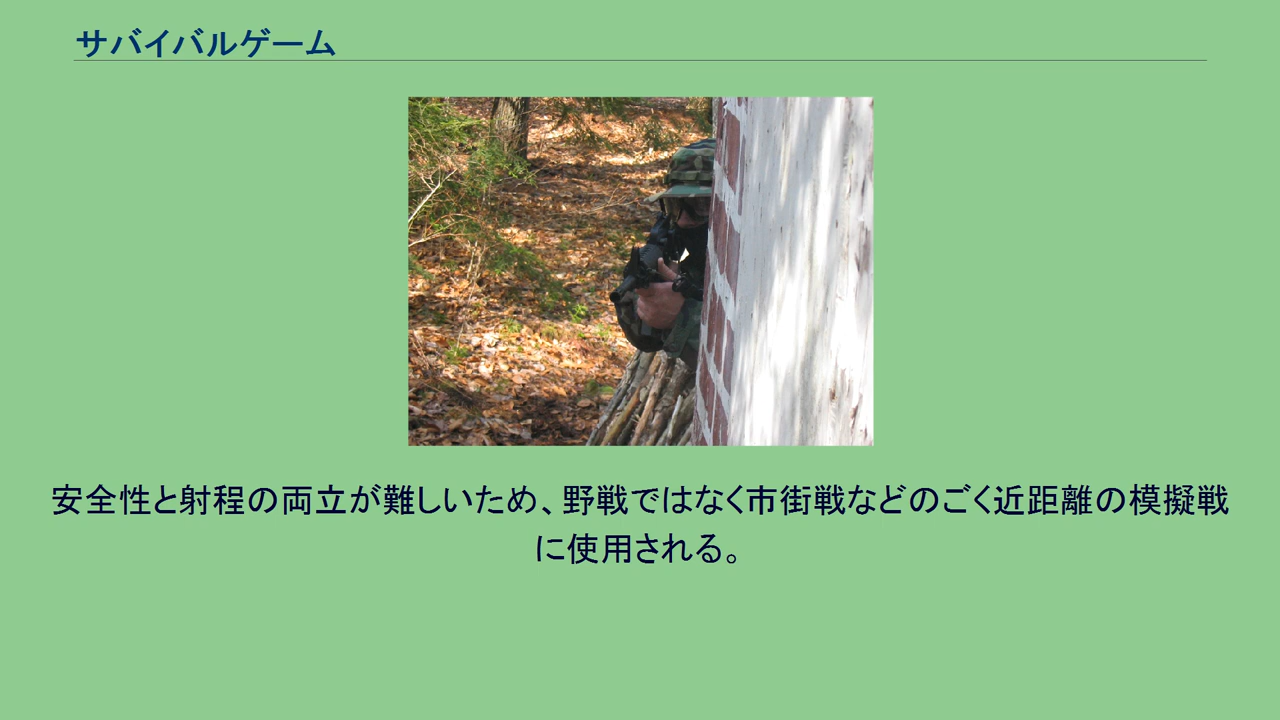 サバイバルゲーム
安全性と射程の両立が難しいため、野戦ではなく市街戦などのごく近距離の模擬戦
に使用される。